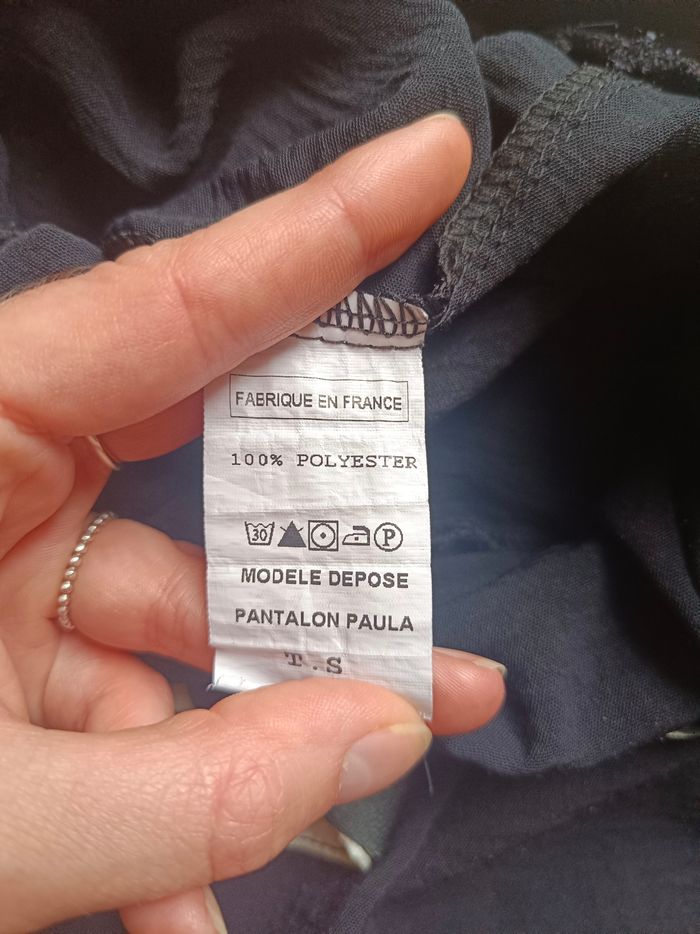 FABRIQUE EN FRANCE
100% POLYESTER
30 P
MODELE DEPOSE
PANTALON PAULA
T.S